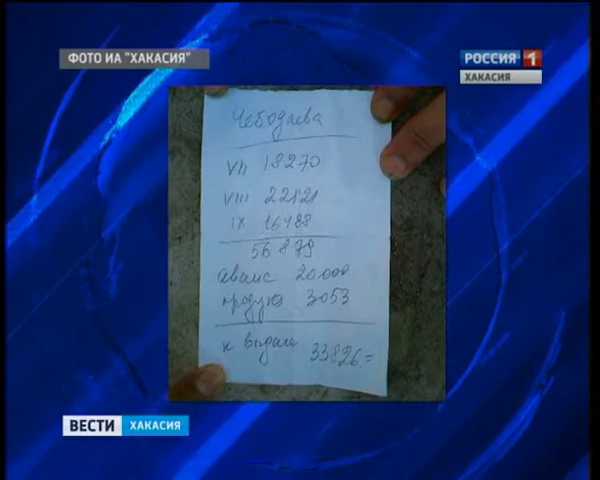 ФОТО ИА "ХАКАСИЯ"
РОССИЯ 1
ХАКАСИЯ
Чебодаева
VII 18270
VIII 22121
IX 16488
56879
аванс 20.000
продукт 3053
к выдаче 33826=
ВЕСТИ ХАКАСИЯ